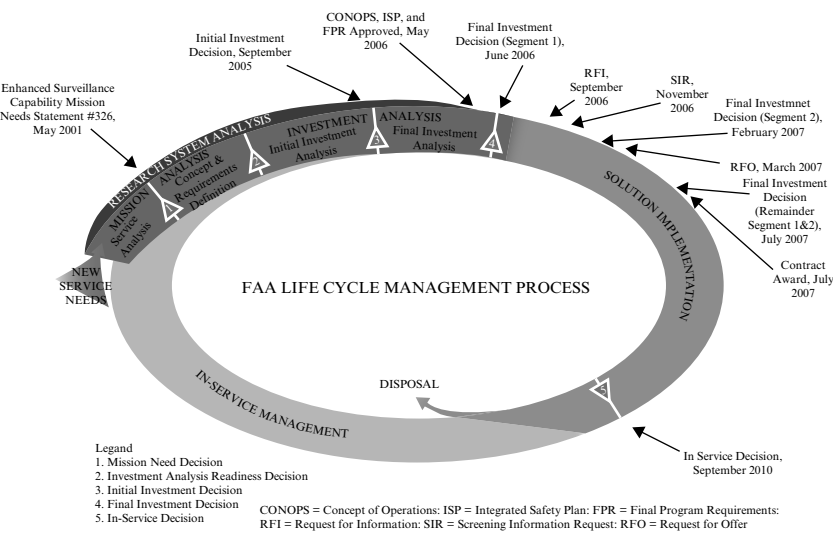 CONOPS, ISP, and
FPR Approved, May
2006
Initial Investment
Decision, September
2005
Final Investment
Decision (Segment 1),
June 2006
RFI,
September
2006
SIR,
November
2006
Enhanced Surveillance
Capability Mission
Needs Statement #326,
May 2001
Final Investmnet
Decision (Segment 2),
February 2007
RFO, March 2007
Final Investment
Decision
(Remainder
Segment 1&2),
July 2007
Contract
Award, July
2007
RESEARCH SYSTEM ANALYSIS
MISSION
ANALYSIS
Service
Analysis
1
Concept &
Requirements
Definition
2
INVESTMENT
ANALYSIS
Initial Investment
Analysis
3
Final Investment
Analysis
4
SOLUTION IMPLEMENTATION
NEW
SERVICE
NEEDS
FAA LIFE CYCLE MANAGEMENT PROCESS
DISPOSAL
5
IN-SERVICE MANAGEMENT
In Service Decision,
September 2010
Legand
1. Mission Need Decision
2. Investment Analysis Readiness Decision
3. Initial Investment Decision
4. Final Investment Decision
5. In-Service Decision
CONOPS = Concept of Operations: ISP = Integrated Safety Plan: FPR = Final Program Requirements:
RFI = Request for Information: SIR = Screening Information Request: RFO = Request for Offer